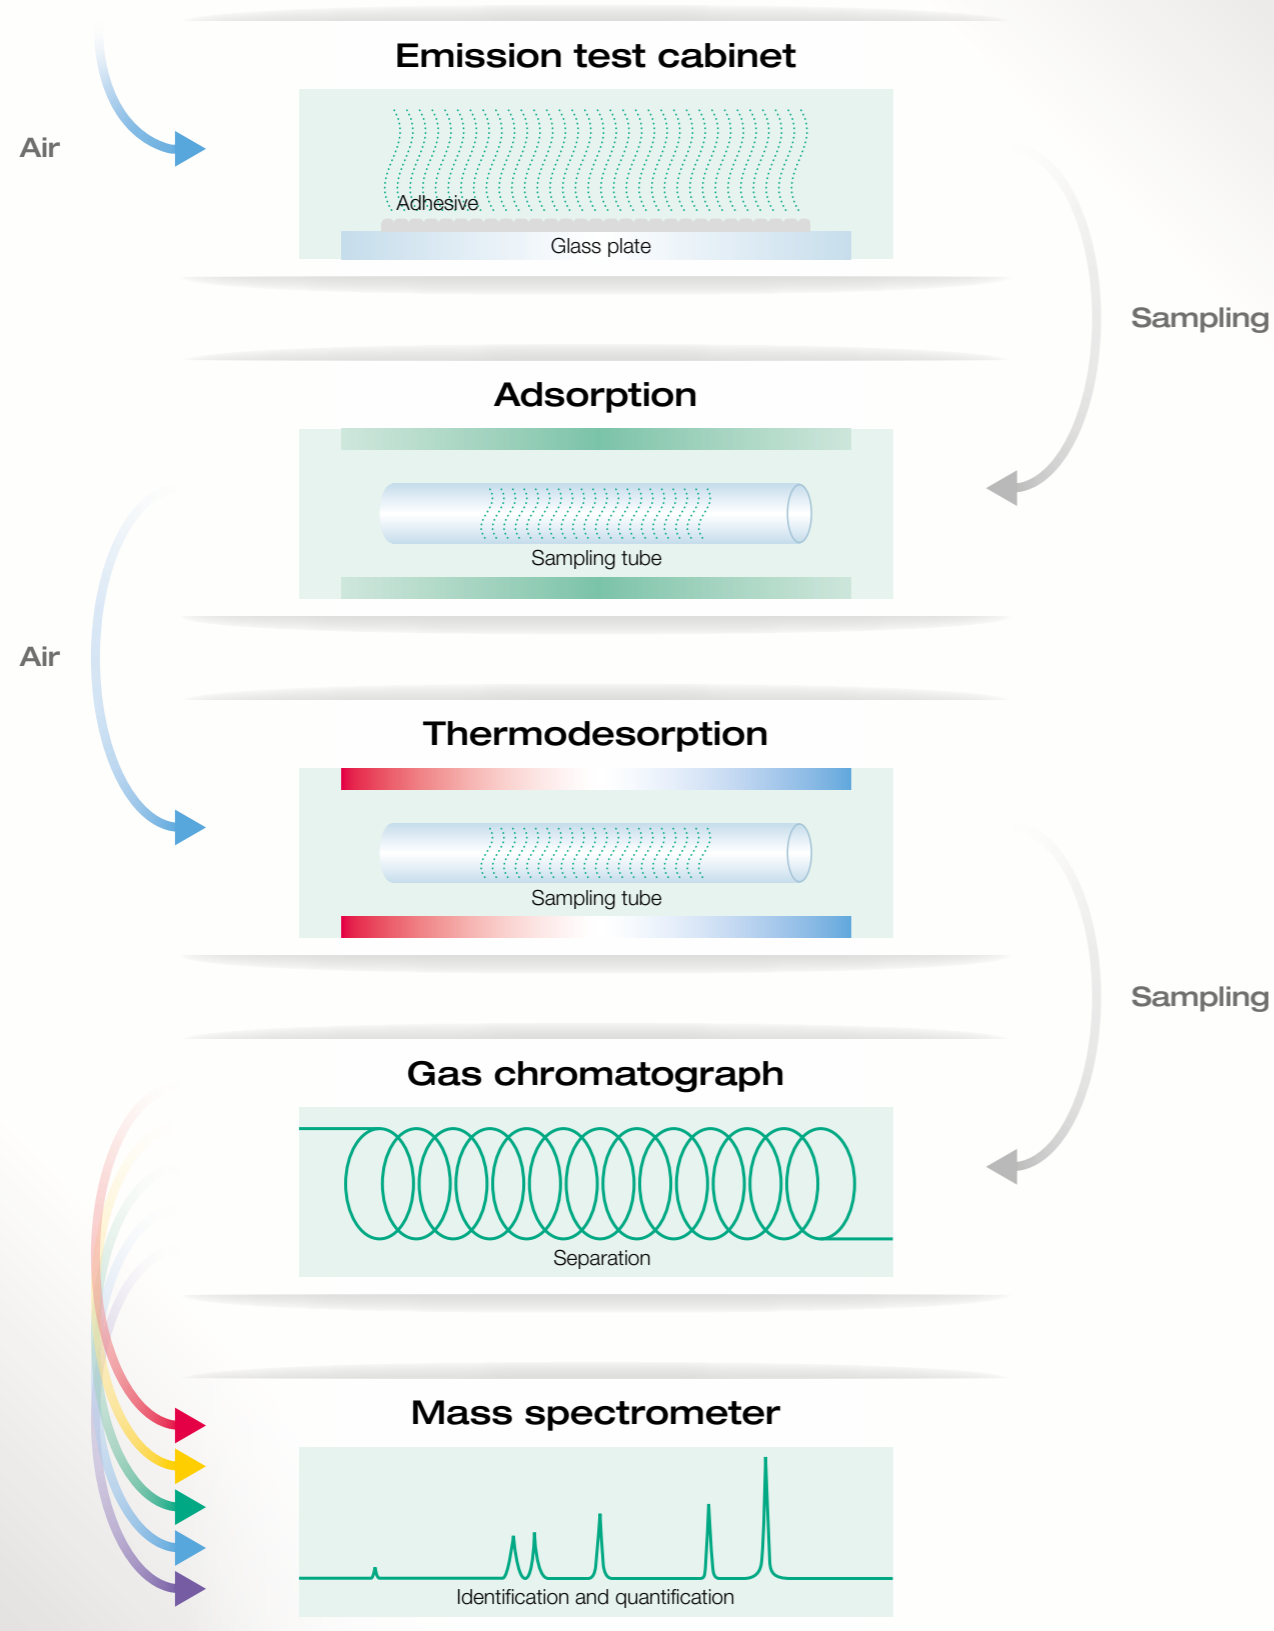 Emission test cabinet
Air
Adhesive
Glass plate
Sampling
Adsorption
Sampling tube
Air
Thermodesorption
Sampling tube
Sampling
Gas chromatograph
Separation
Mass spectrometer
Identification and quantification